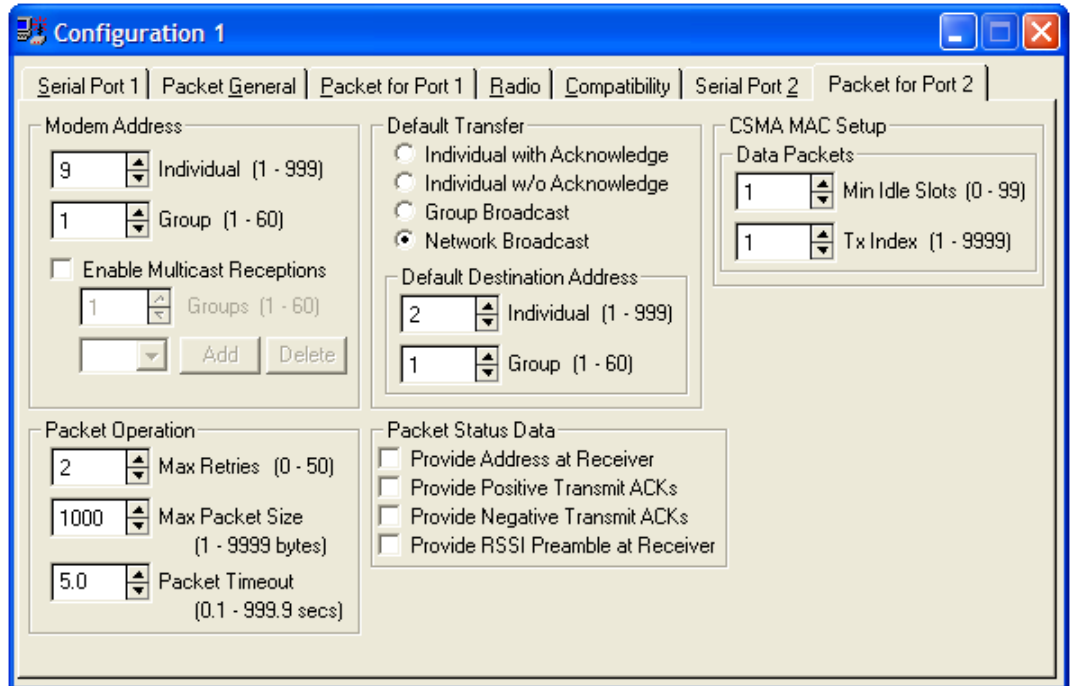 Configuration 1
Serial Port 1
Packet General
Packet for Port 1
Radio
Compatibility
Serial Port 2
Packet for Port 2
Modem Address
9 Individual (1 - 999)
1 Group (1 - 60)
Enable Multicast Receptions
1 Groups (1 - 60)
Add Delete
Default Transfer
Individual with Acknowledge
Individual w/o Acknowledge
Group Broadcast
Network Broadcast
Default Destination Address
2 Individual (1 - 999)
1 Group (1 - 60)
CSMA MAC Setup
Data Packets
1 Min Idle Slots (0 - 99)
1 Tx Index (1 - 9999)
Packet Operation
2 Max Retries (0 - 50)
1000 Max Packet Size
(1 - 9999 bytes)
5.0 Packet Timeout
(0.1 - 999.9 secs)
Packet Status Data
Provide Address at Receiver
Provide Positive Transmit ACKs
Provide Negative Transmit ACKs
Provide RSSI Preamble at Receiver